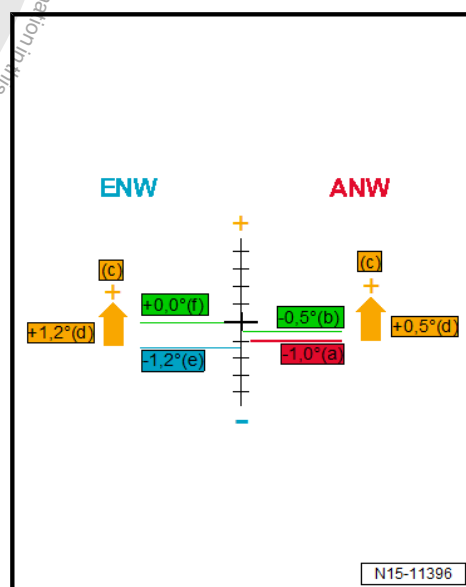 ENW
ANW
+
(c)
+
+0,0°(f)
+1,2°(d)
-1,2°(e)
(c)
+
-0,5°(b)
+0,5°(d)
-1,0°(a)
-
N15-11396